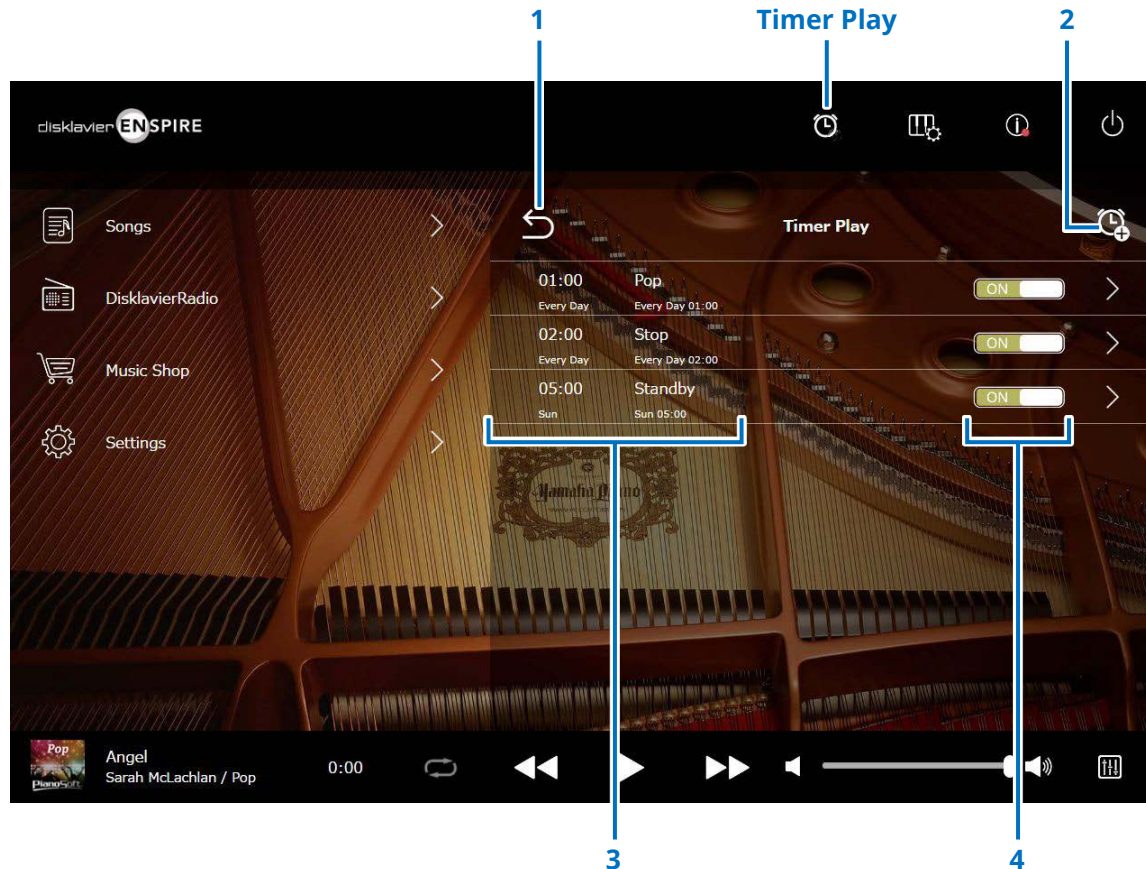 1
Timer Play
2
disklavier ENSPIRE
Songs
Timer Play
01:00
Pop
ON
DisklavierRadio
Every Day
Every Day 01:00
02:00
Stop
ON
Music Shop
Every Day
Every Day 02:00
05:00
Standby
ON
Sun
Sun 05:00
Settings
Yamaha Piano
Pop
PianoSoft
Angel
Sarah McLachlan / Pop
0:00
3
4